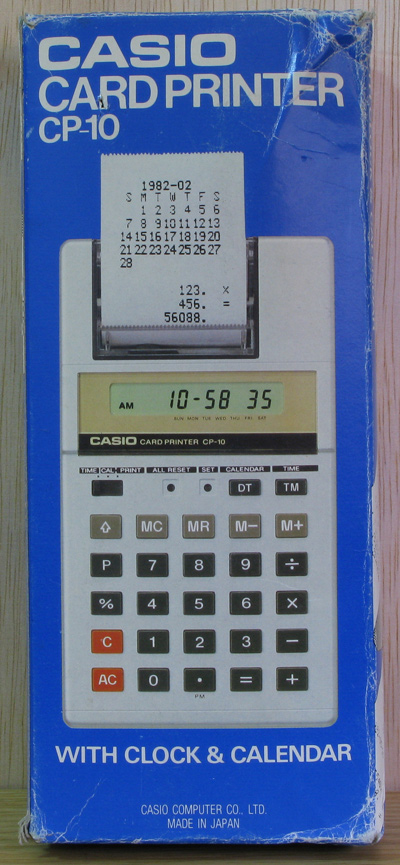 CASIO
CARD PRINTER
CP-10
1982-02
S M T W T F S
1 2 3 4 5 6
7 8 9 10 11 12 13
14 15 16 17 18 19 20
21 22 23 24 25 26 27
28
123. ×
456. =
56088.
AM 10-58 35
SUN MON TUE WED THU FRI SAT
CASIO CARD PRINTER CP-10
TIME CAL PRINT ALL RESET SET CALENDAR TIME
DT TM
⇧ MC MR M− M+
P 7 8 9 ÷
% 4 5 6 ×
C 1 2 3 −
AC 0 • = +
PM
WITH CLOCK & CALENDAR
CASIO COMPUTER CO., LTD.
MADE IN JAPAN